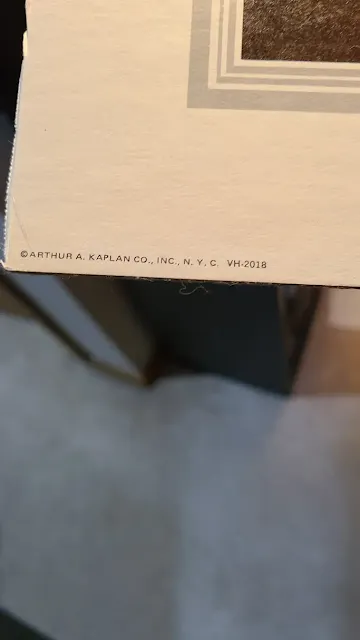 ©ARTHUR A. KAPLAN CO., INC., N. Y. C. VH-2018